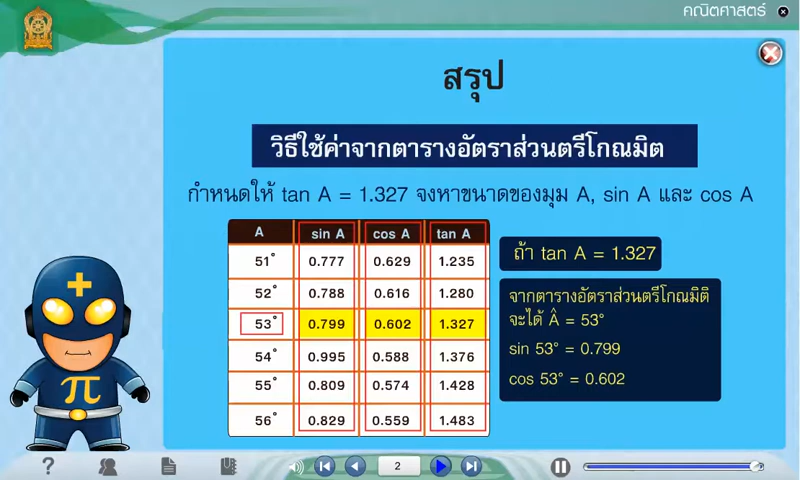 คณิตศาสตร์
สรุป
วิธีใช้ค่าจากตารางอัตราส่วนตรีโกณมิต
กำหนดให้ tan A = 1.327 จงหาขนาดของมุม A, sin A และ cos A
A sin A cos A tan A
51° 0.777 0.629 1.235
52° 0.788 0.616 1.280
53° 0.799 0.602 1.327
54° 0.995 0.588 1.376
55° 0.809 0.574 1.428
56° 0.829 0.559 1.483
ถ้า tan A = 1.327
จากตารางอัตราส่วนตรีโกณมิติ
จะได้ Â = 53°
sin 53° = 0.799
cos 53° = 0.602
π
?
2